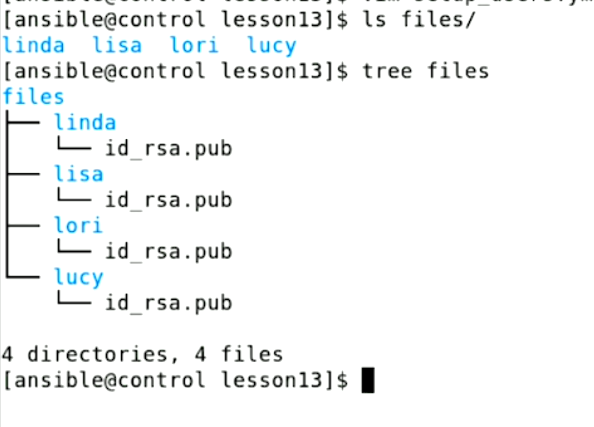 [ansible@control lesson13]$ ls files/
linda lisa lori lucy
[ansible@control lesson13]$ tree files
files
├── linda
│   └── id_rsa.pub
├── lisa
│   └── id_rsa.pub
├── lori
│   └── id_rsa.pub
└── lucy
    └── id_rsa.pub
4 directories, 4 files
[ansible@control lesson13]$